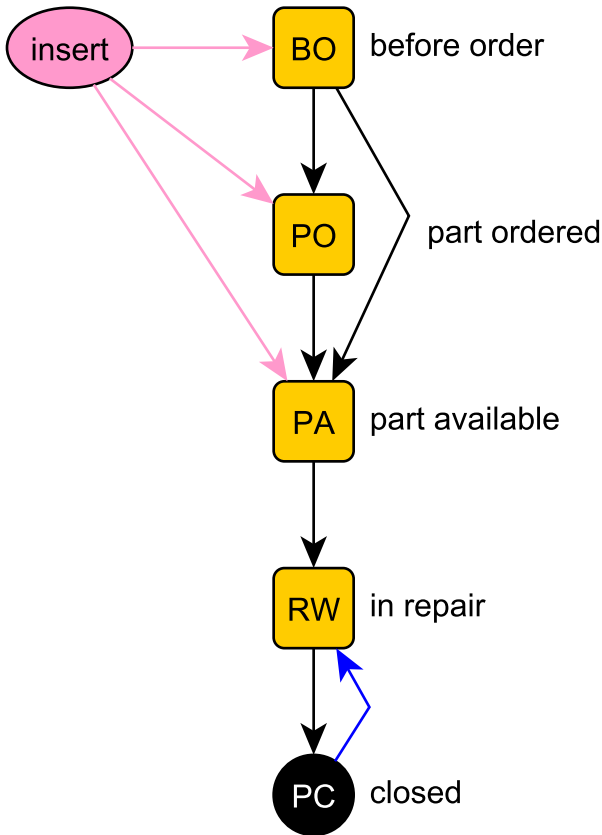 insert
BO before order
PO part ordered
PA part available
RW in repair
PC closed